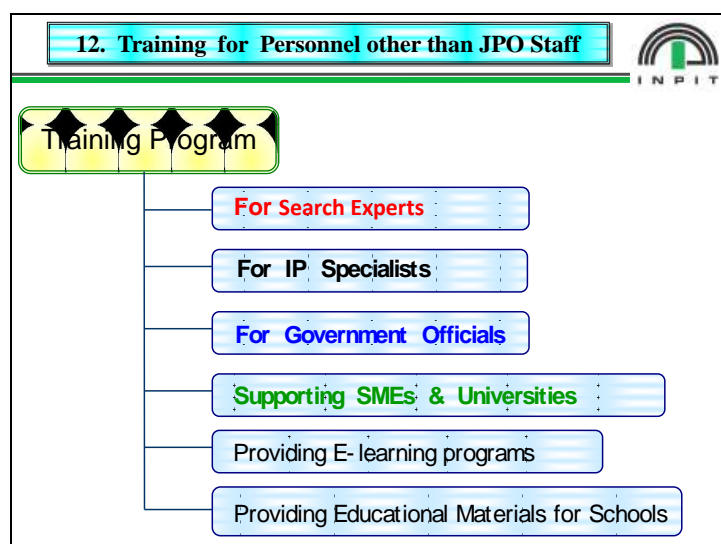 12. Training for Personnel other than JPO Staff
INPIT
Training Program
For Search Experts
For IP Specialists
For Government Officials
Supporting SMEs & Universities
Providing E-learning programs
Providing Educational Materials for Schools